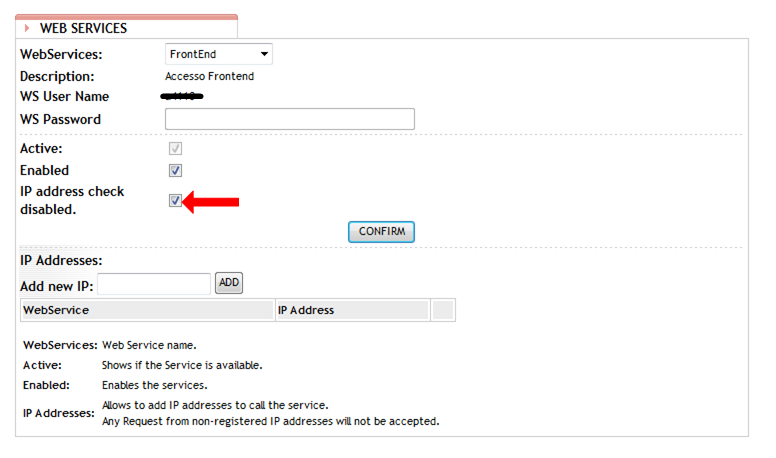 WEB SERVICES
WebServices: FrontEnd
Description: Accesso Frontend
WS User Name
WS Password
Active:
Enabled
IP address check
disabled.
CONFIRM
IP Addresses:
Add new IP: ADD
WebService IP Address
WebServices: Web Service name.
Active: Shows if the Service is available.
Enabled: Enables the services.
IP Addresses: Allows to add IP addresses to call the service.
Any Request from non-registered IP addresses will not be accepted.